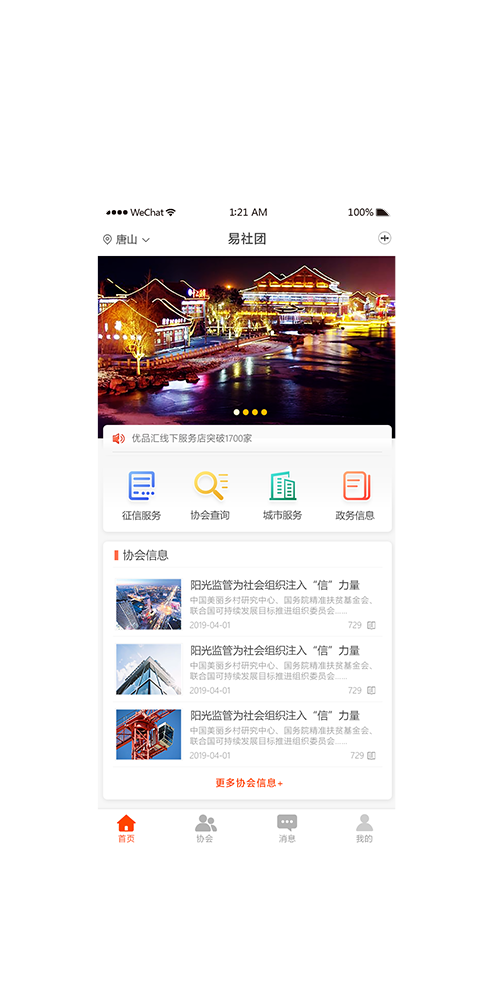 WeChat 1:21 AM 100%
唐山 易社团
优品汇线下服务店突破1700家
征信服务 协会查询 城市服务 政务信息
协会信息
阳光监管为社会组织注入“信”力量
中国美丽乡村研究中心、国务院精准扶贫基金会、
联合国可持续发展目标推进组织委员会......
2019-04-01 729
阳光监管为社会组织注入“信”力量
中国美丽乡村研究中心、国务院精准扶贫基金会、
联合国可持续发展目标推进组织委员会......
2019-04-01 729
阳光监管为社会组织注入“信”力量
中国美丽乡村研究中心、国务院精准扶贫基金会、
联合国可持续发展目标推进组织委员会......
2019-04-01 729
更多协会信息+
首页 协会 消息 我的